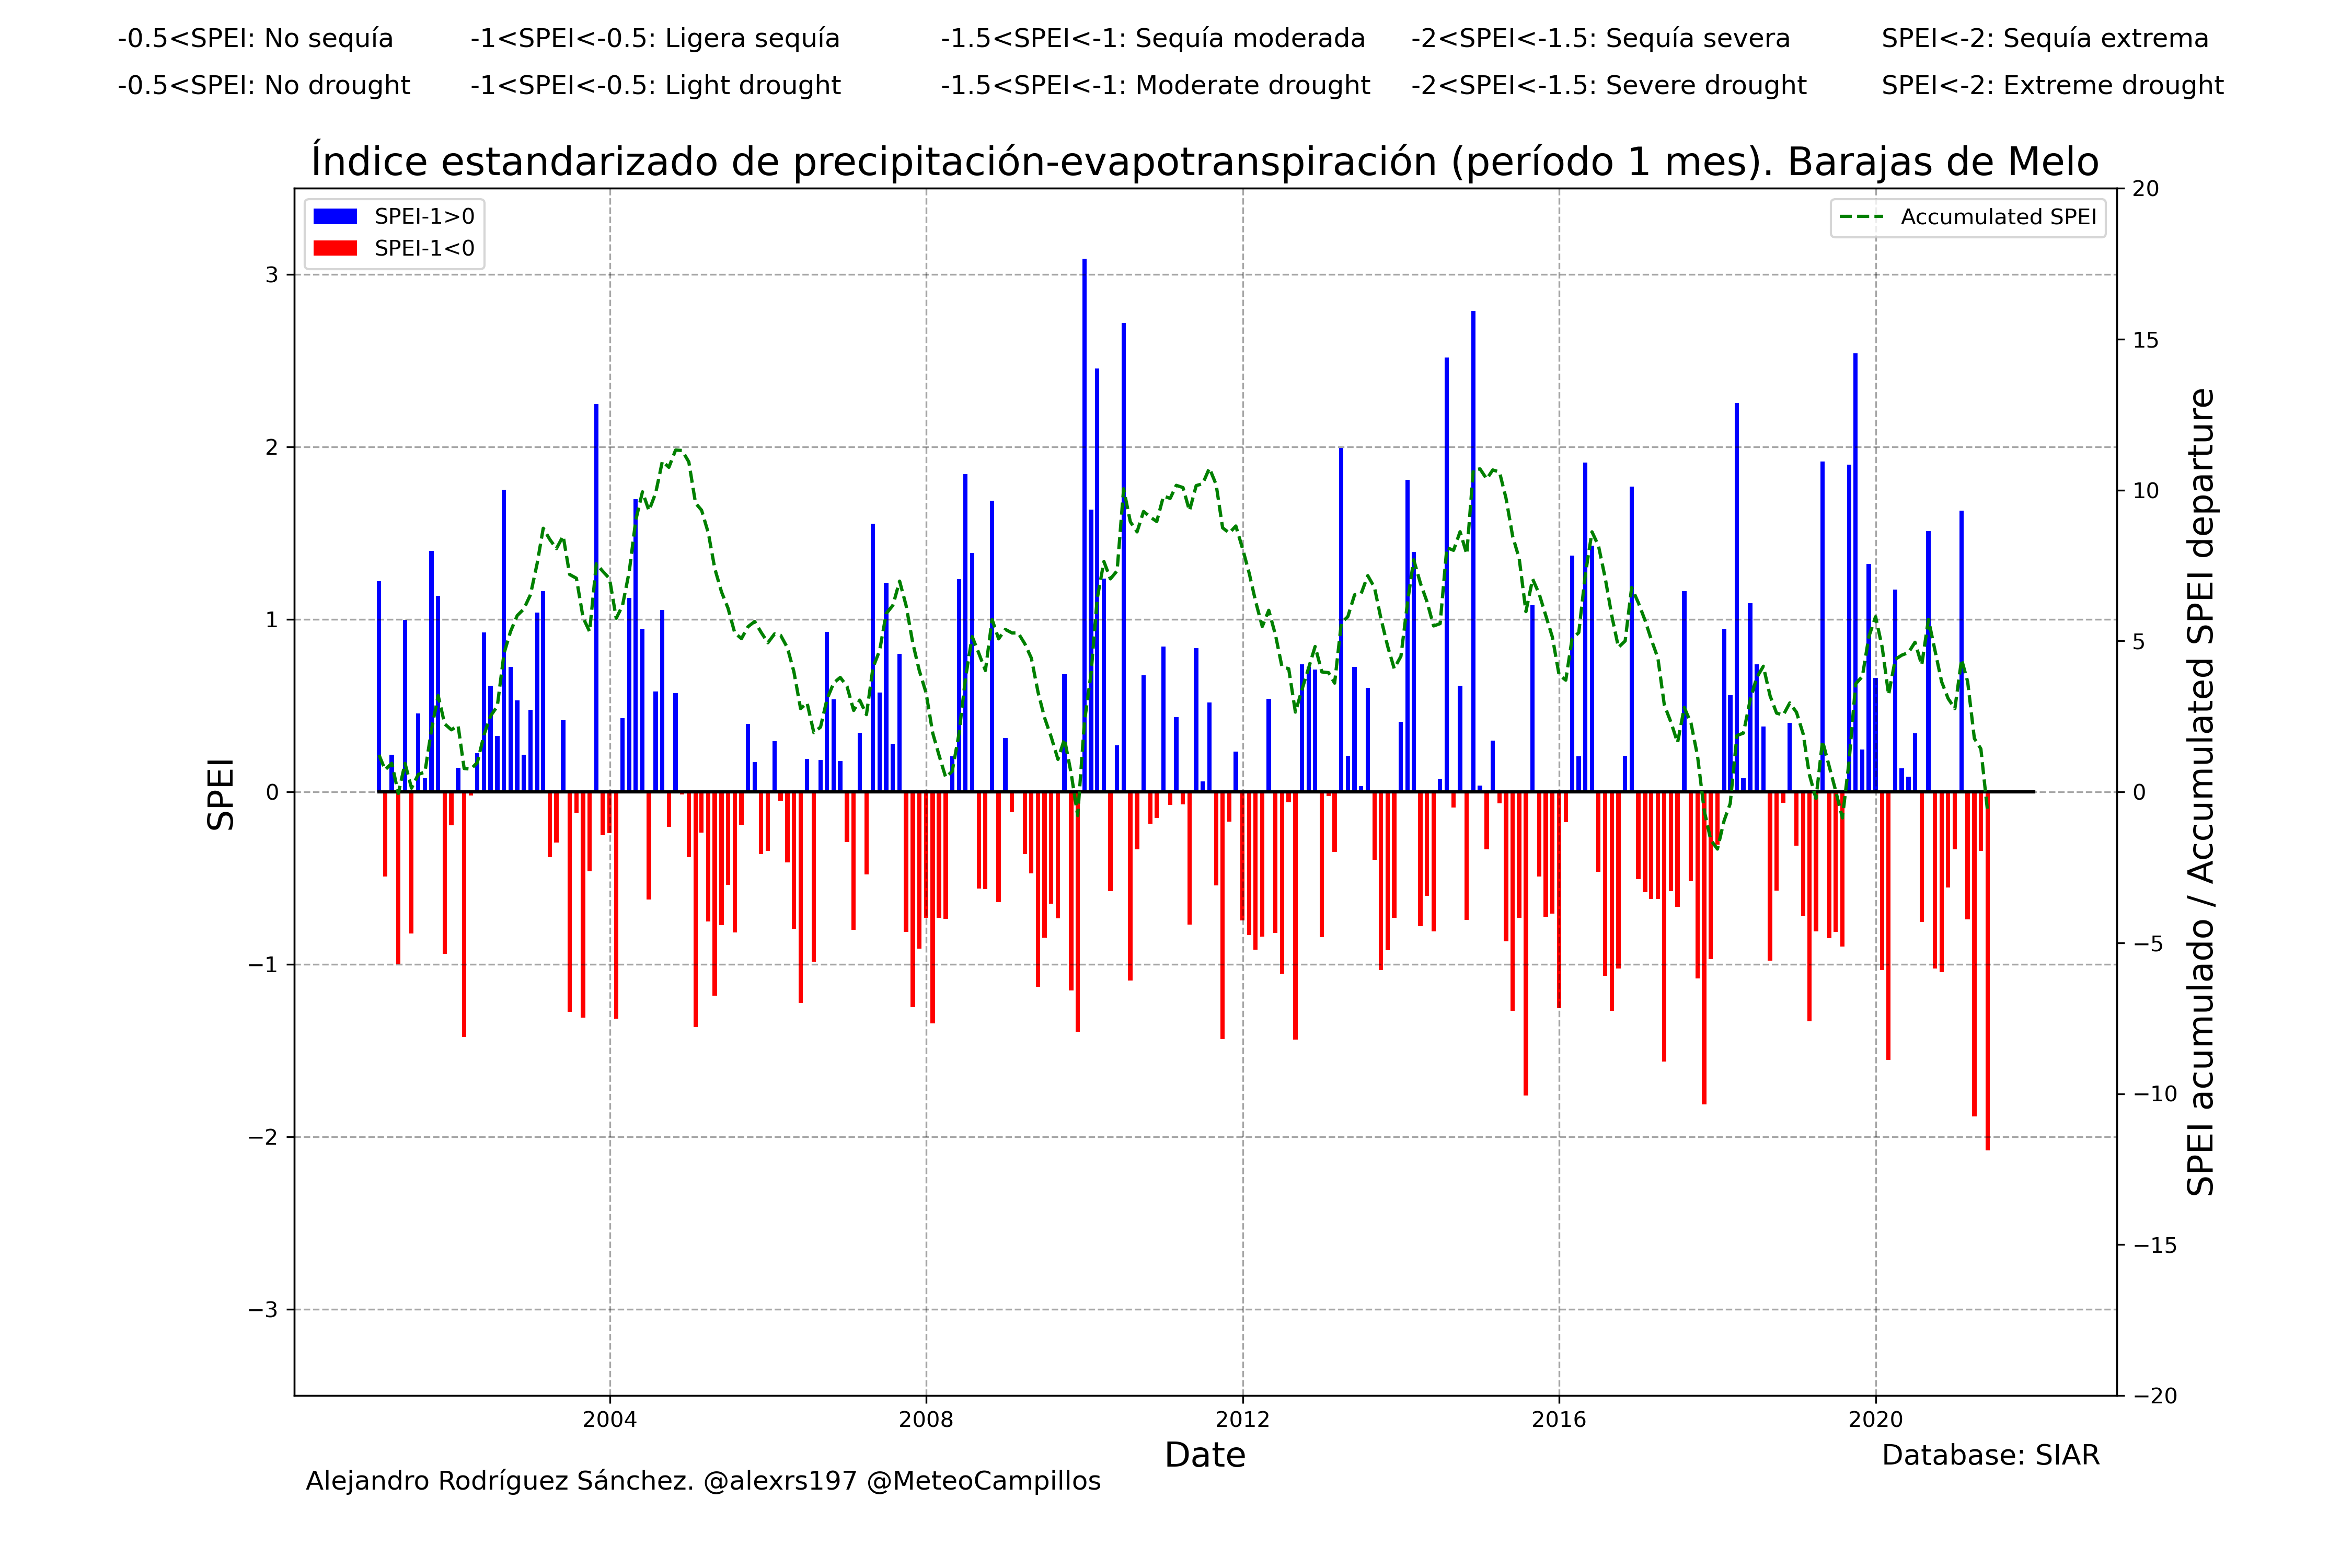 -0.5<SPEI: No sequía -1<SPEI<-0.5: Ligera sequía -1.5<SPEI<-1: Sequía moderada -2<SPEI<-1.5: Sequía severa SPEI<-2: Sequía extrema
-0.5<SPEI: No drought -1<SPEI<-0.5: Light drought -1.5<SPEI<-1: Moderate drought -2<SPEI<-1.5: Severe drought SPEI<-2: Extreme drought
Índice estandarizado de precipitación-evapotranspiración (período 1 mes). Barajas de Melo
SPEI-1>0
SPEI-1<0
Accumulated SPEI
SPEI
3
2
1
0
−1
−2
−3
20
15
10
5
0
−5
−10
−15
−20
SPEI acumulado / Accumulated SPEI departure
2004 2008 2012 2016 2020
Date
Database: SIAR
Alejandro Rodríguez Sánchez. @alexrs197 @MeteoCampillos